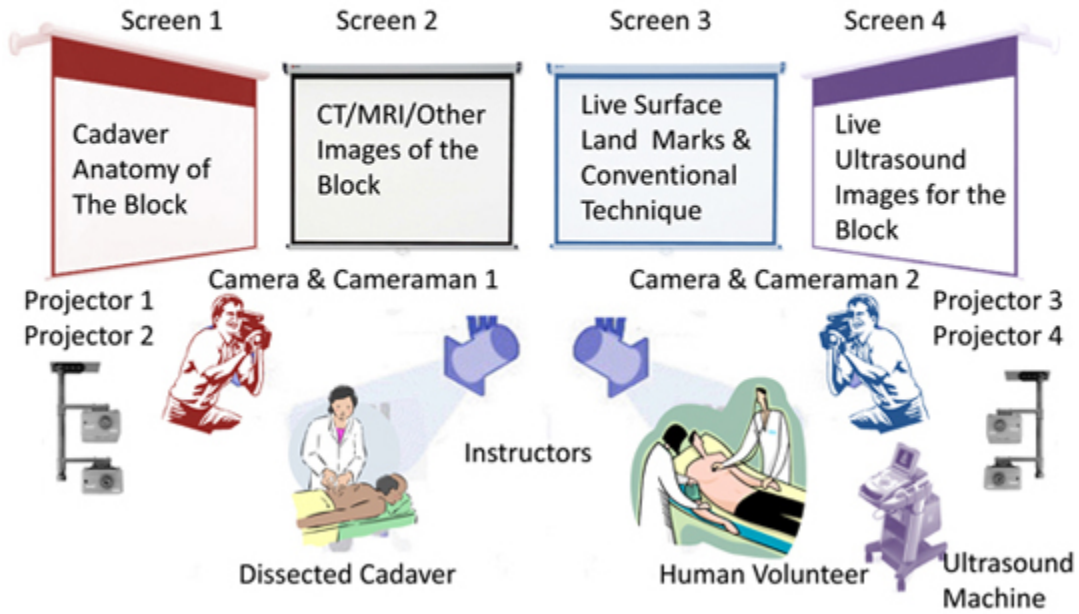 Screen 1
Screen 2
Screen 3
Screen 4
Cadaver
Anatomy of
The Block
CT/MRI/Other
Images of the
Block
Live Surface
Land Marks &
Conventional
Technique
Live
Ultrasound
Images for the
Block
Camera & Cameraman 1
Camera & Cameraman 2
Projector 1
Projector 2
Projector 3
Projector 4
Instructors
Dissected Cadaver
Human Volunteer
Ultrasound
Machine